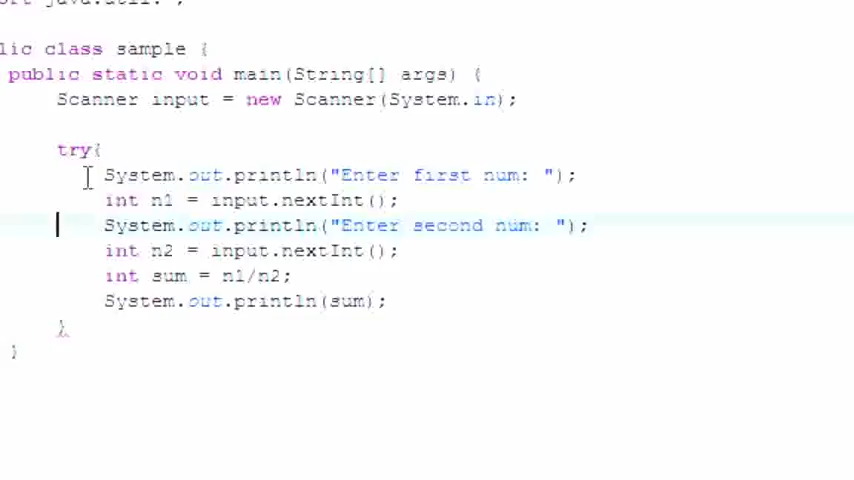 java.util.*;
lic class sample {
public static void main(String[] args) {
Scanner input = new Scanner(System.in);
try{
System.out.println("Enter first num: ");
int n1 = input.nextInt();
System.out.println("Enter second num: ");
int n2 = input.nextInt();
int sum = n1/n2;
System.out.println(sum);
}
}